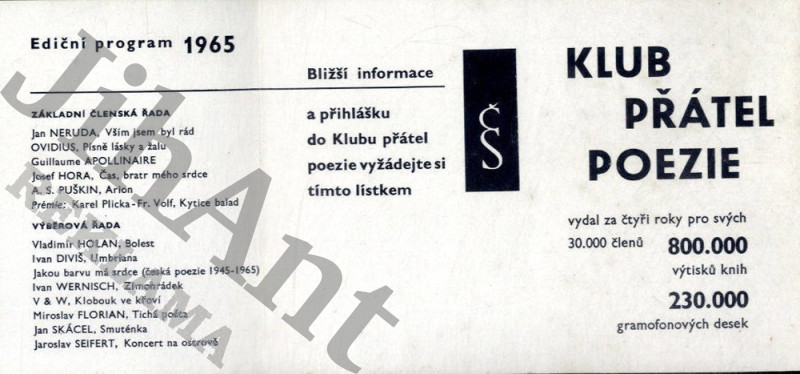 Ediční program 1965
ZÁKLADNÍ ČLENSKÁ ŘADA
Jan NERUDA, Vším jsem byl rád
OVIDIUS, Písně lásky a žalu
Guillaume APOLLINAIRE
Josef HORA, Čas, bratr mého srdce
A. S. PUŠKIN, Arion
Prémie: Karel Plicka-Fr. Volf, Kytice balad
VÝBĚROVÁ ŘADA
Vladimír HOLAN, Bolest
Ivan DIVIŠ, Umbriana
Jakou barvu má srdce (česká poezie 1945-1965)
Ivan WERNISCH, Zimohrádek
V & W, Klobouk ve křoví
Miroslav FLORIAN, Tichá pošta
Jan SKÁCEL, Smuténka
Jaroslav SEIFERT, Koncert na ostrově
Bližší informace
a přihlášku
do Klubu přátel
poezie vyžádejte si
tímto lístkem
ČS
KLUB
PŘÁTEL
POEZIE
vydal za čtyři roky pro svých
30.000 členů 800.000
výtisků knih
230.000
gramofonových desek
JihAnt
REKLAMA